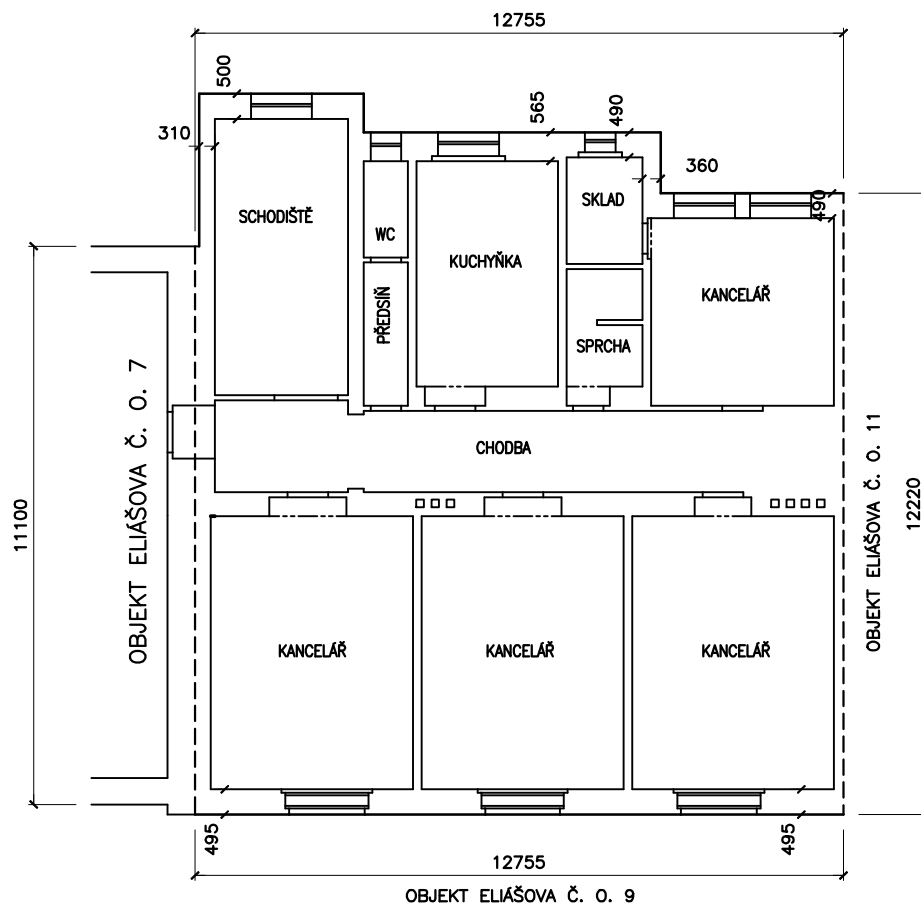 12755
500
310
565
490
360
490
SCHODIŠTĚ
WC
KUCHYŇKA
SKLAD
KANCELÁŘ
PŘEDSÍŇ
SPRCHA
CHODBA
11100
OBJEKT ELIÁŠOVA Č. O. 7
OBJEKT ELIÁŠOVA Č. O. 11
12220
KANCELÁŘ
KANCELÁŘ
KANCELÁŘ
495
495
12755
OBJEKT ELIÁŠOVA Č. O. 9